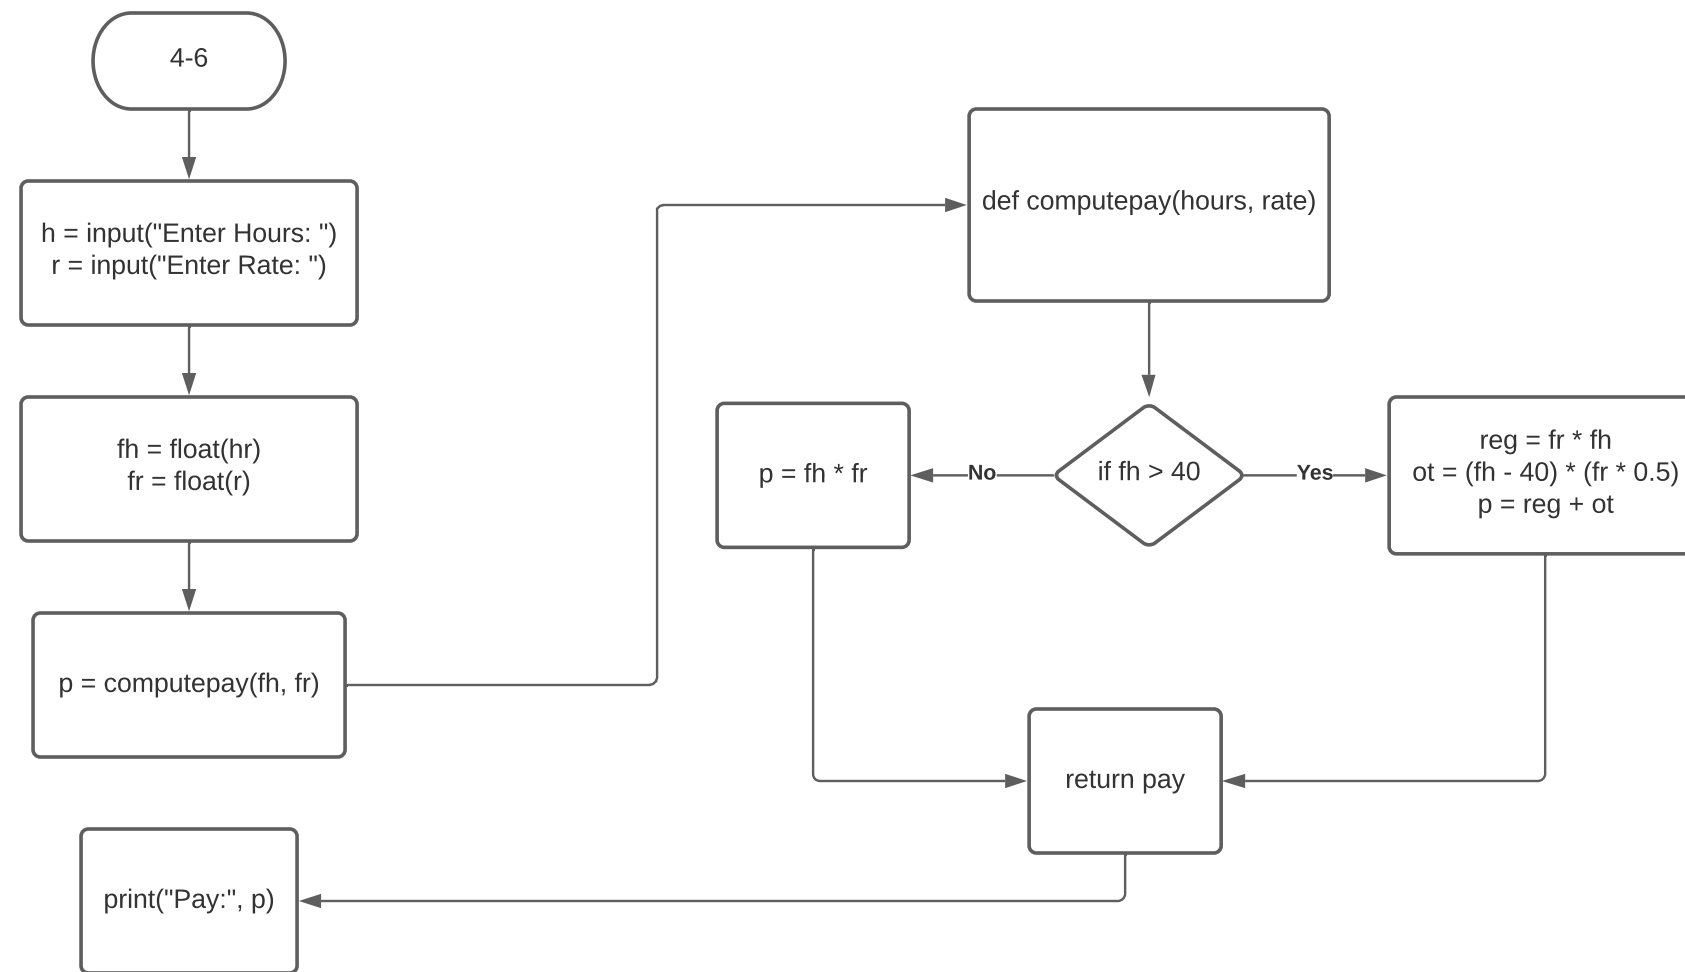 4-6
h = input("Enter Hours: ")
r = input("Enter Rate: ")
fh = float(hr)
fr = float(r)
p = computepay(fh, fr)
def computepay(hours, rate)
if fh > 40
No
Yes
p = fh * fr
reg = fr * fh
ot = (fh - 40) * (fr * 0.5)
p = reg + ot
return pay
print("Pay:", p)